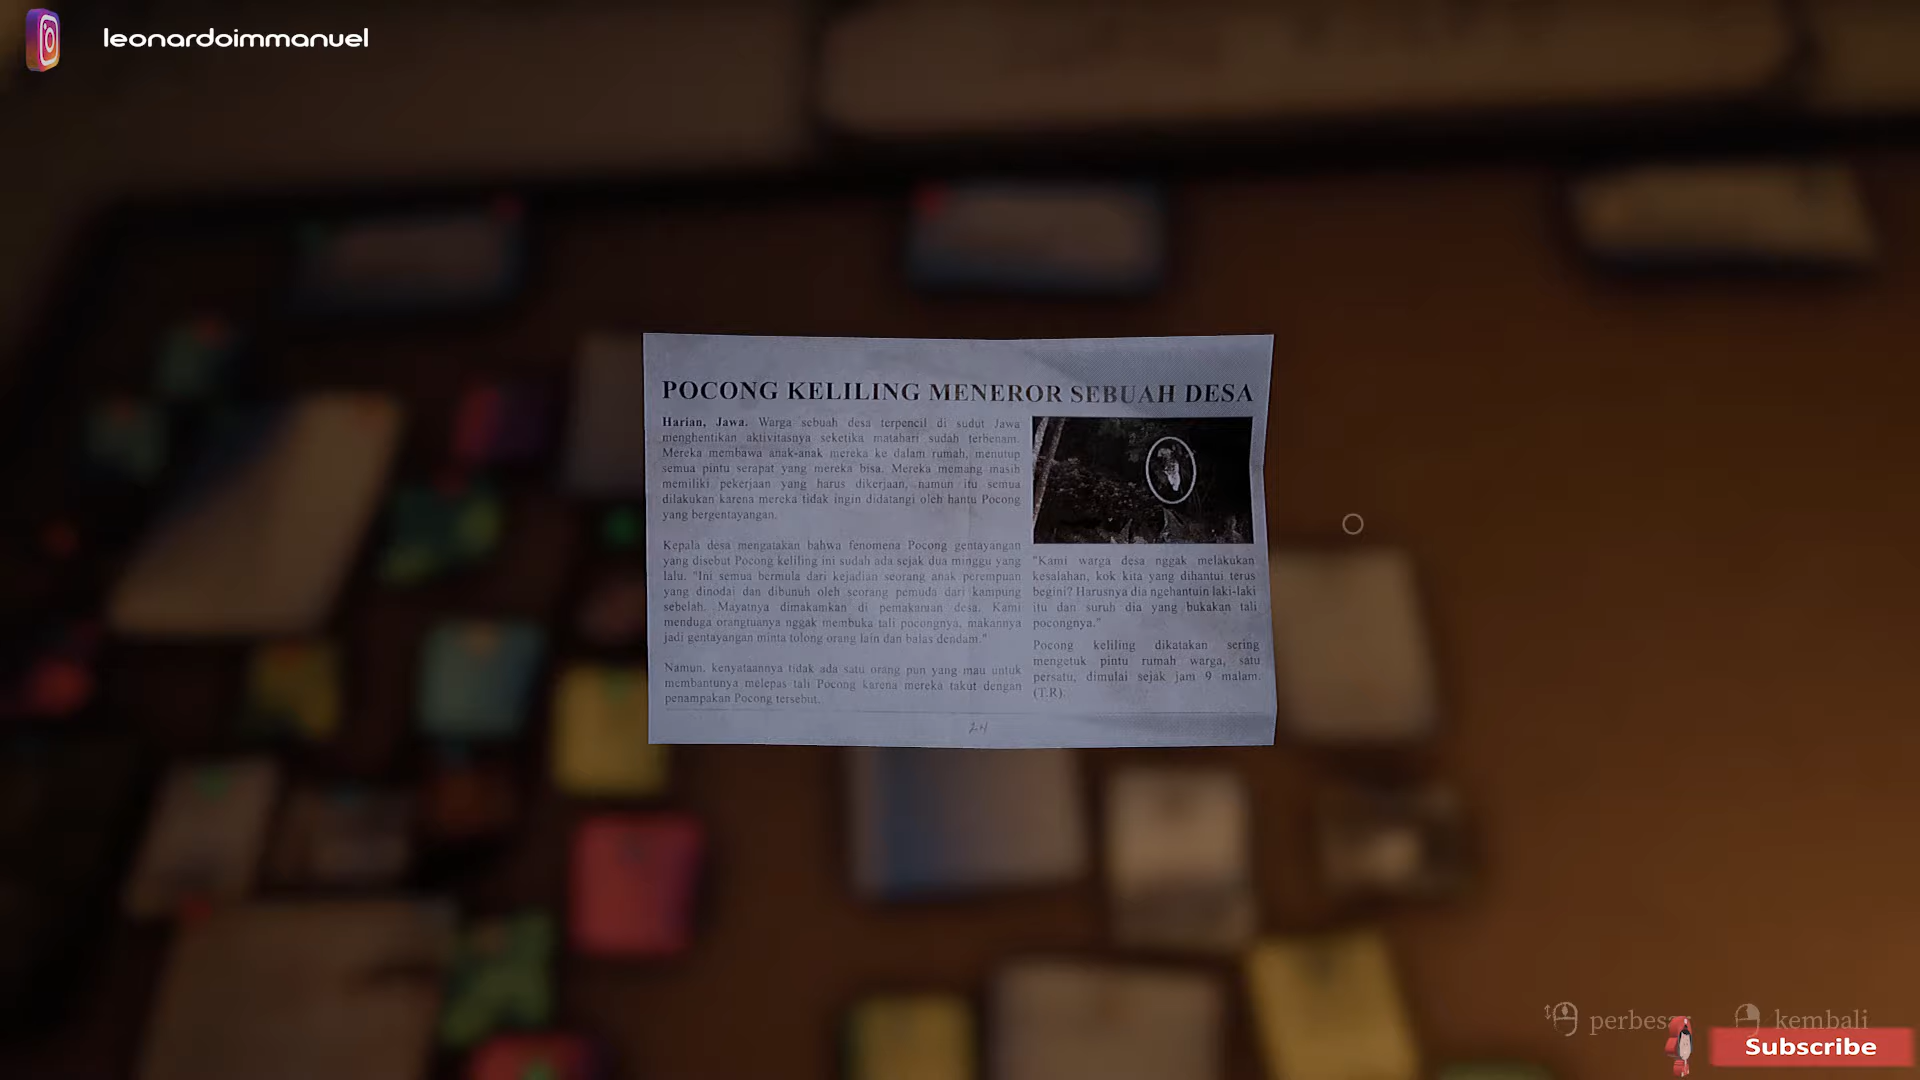 leonardoimmanuel
POCONG KELILING MENEROR SEBUAH DESA
Harian, Jawa. Warga sebuah desa terpencil di sudut Jawa
menghentikan aktivitasnya seketika matahari sudah terbenam.
Mereka membawa anak-anak mereka ke dalam rumah, menutup
semua pintu serapat yang mereka bisa. Mereka memang masih
memiliki pekerjaan yang harus dikerjaan, namun itu semua
dilakukan karena mereka tidak ingin didatangi oleh hantu Pocong
yang bergentayangan.
Kepala desa mengatakan bahwa fenomena Pocong gentayangan
yang disebut Pocong keliling ini sudah ada sejak dua minggu yang
lalu. "Ini semua bermula dari kejadian seorang anak perempuan
yang dinodai dan dibunuh oleh seorang pemuda dari kampung
sebelah. Mayatnya dimakamkan di pemakaman desa. Kami
menduga orangtuanya nggak membuka tali pocongnya, makannya
jadi gentayangan minta tolong orang lain dan balas dendam."
Namun, kenyataannya tidak ada satu orang pun yang mau untuk
membantunya melepas tali Pocong karena mereka takut dengan
penampakan Pocong tersebut.
"Kami warga desa nggak melakukan
kesalahan, kok kita yang dihantui terus
begini? Harusnya dia ngehantuin laki-laki
itu dan suruh dia yang bukakan tali
pocongnya."
Pocong keliling dikatakan sering
mengetuk pintu rumah warga, satu
persatu, dimulai sejak jam 9 malam.
(T.R)
24
perbesar
kembali
Subscribe